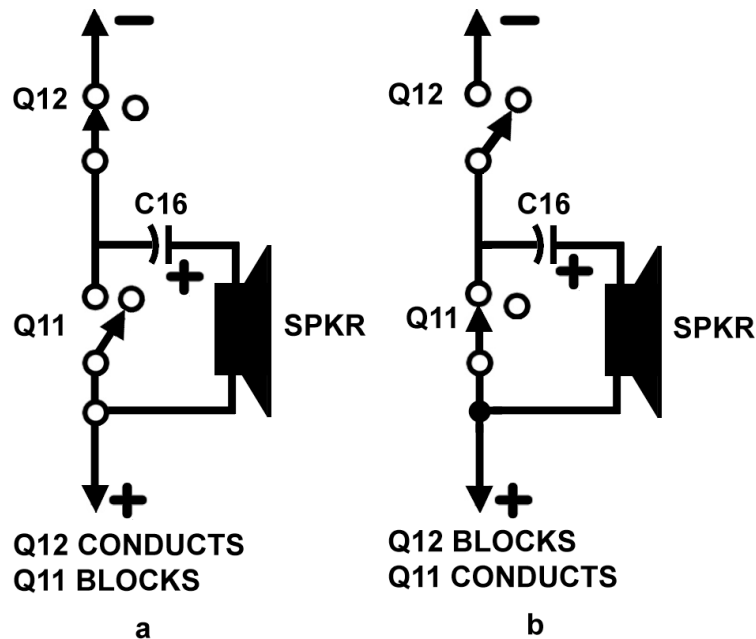 −
Q12
C16
+
Q11
SPKR
+
Q12 CONDUCTS
Q11 BLOCKS
a
−
Q12
C16
+
Q11
SPKR
+
Q12 BLOCKS
Q11 CONDUCTS
b